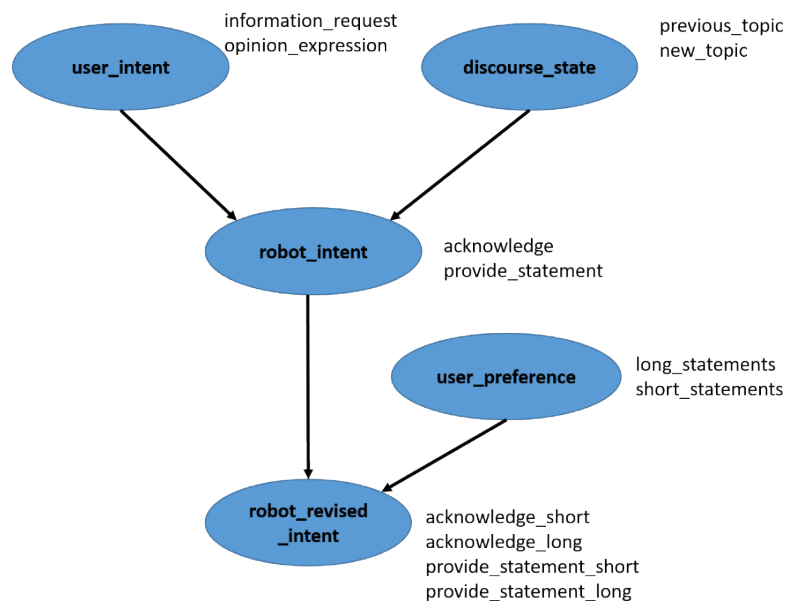 information_request
opinion_expression
user_intent
previous_topic
new_topic
discourse_state
robot_intent
acknowledge
provide_statement
user_preference
long_statements
short_statements
robot_revised
_intent
acknowledge_short
acknowledge_long
provide_statement_short
provide_statement_long